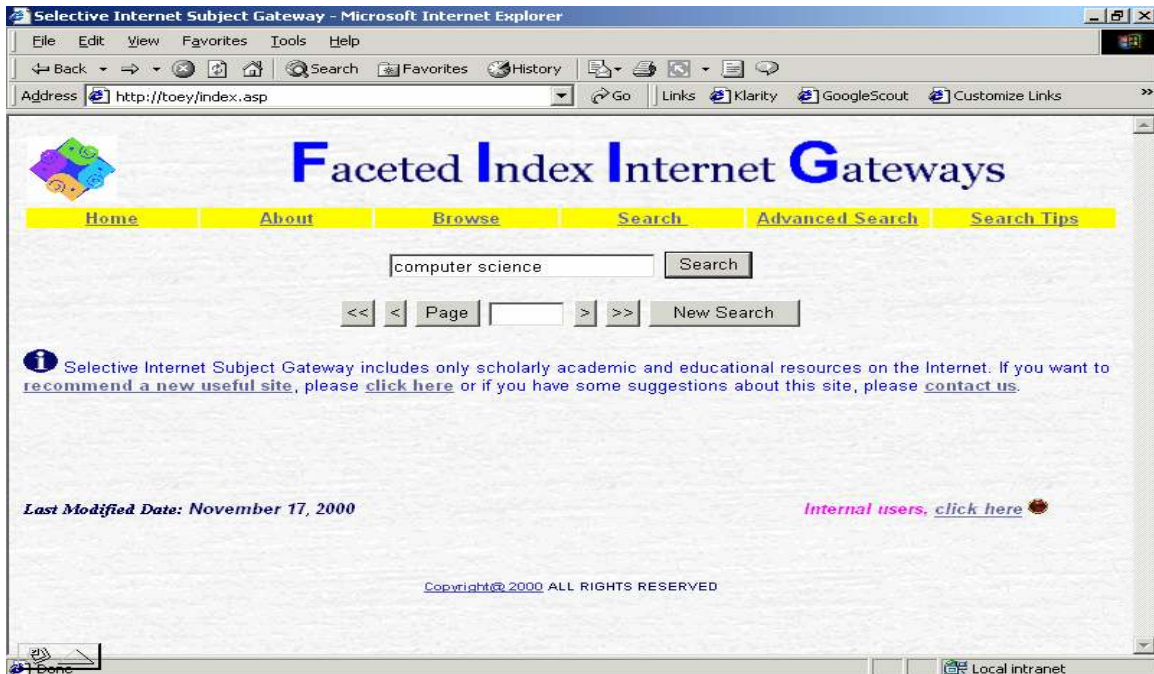 Selective Internet Subject Gateway - Microsoft Internet Explorer
File Edit View Favorites Tools Help
Back Search Favorites History
Address http://toey/index.asp Go Links Klarity GoogleScout Customize Links »
Faceted Index Internet Gateways
Home About Browse Search Advanced Search Search Tips
computer science Search
<< < Page > >> New Search
Selective Internet Subject Gateway includes only scholarly academic and educational resources on the Internet. If you want to
recommend a new useful site, please click here or if you have some suggestions about this site, please contact us.
Last Modified Date: November 17, 2000 Internal users, click here
Copyright@ 2000 ALL RIGHTS RESERVED
Done Local intranet